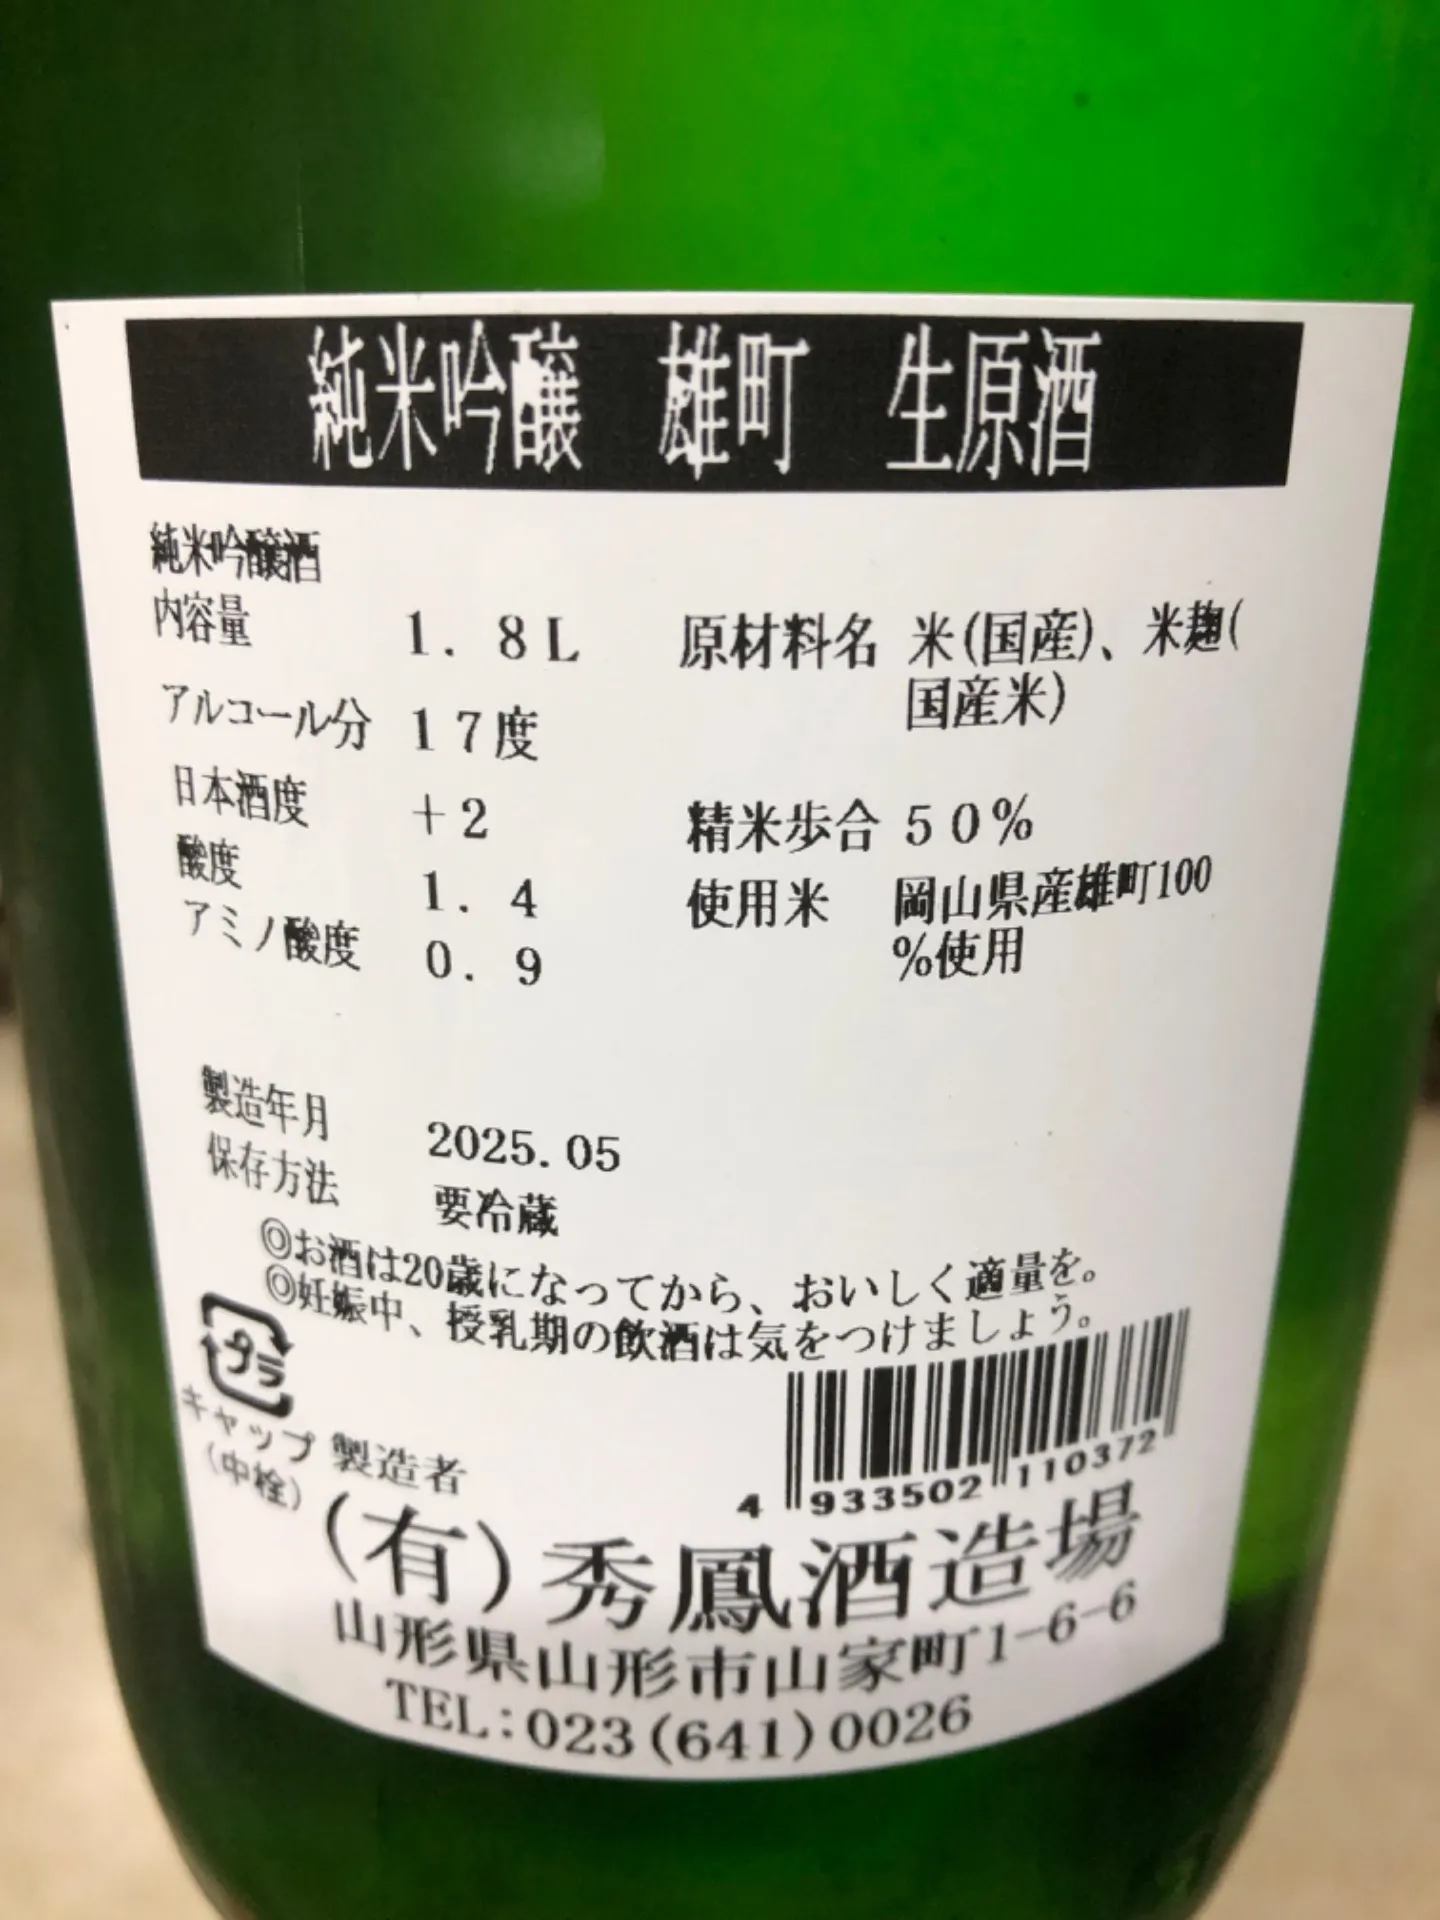 純米吟醸　雄町　生原酒
純米吟醸酒
内容量 1．8L
アルコール分 17度
日本酒度 +2
酸度 1．4
アミノ酸度 0．9
原材料名 米(国産)、米麹(
国産米)
精米歩合 50%
使用米 岡山県産雄町100
%使用
製造年月 2025.05
保存方法 要冷蔵
◎お酒は20歳になってから、おいしく適量を。
◎妊娠中、授乳期の飲酒は気をつけましょう。
プラ
キャップ
(中栓)
4 933502 110372
製造者
(有)秀鳳酒造場
山形県山形市山家町1-6-6
TEL:023(641)0026